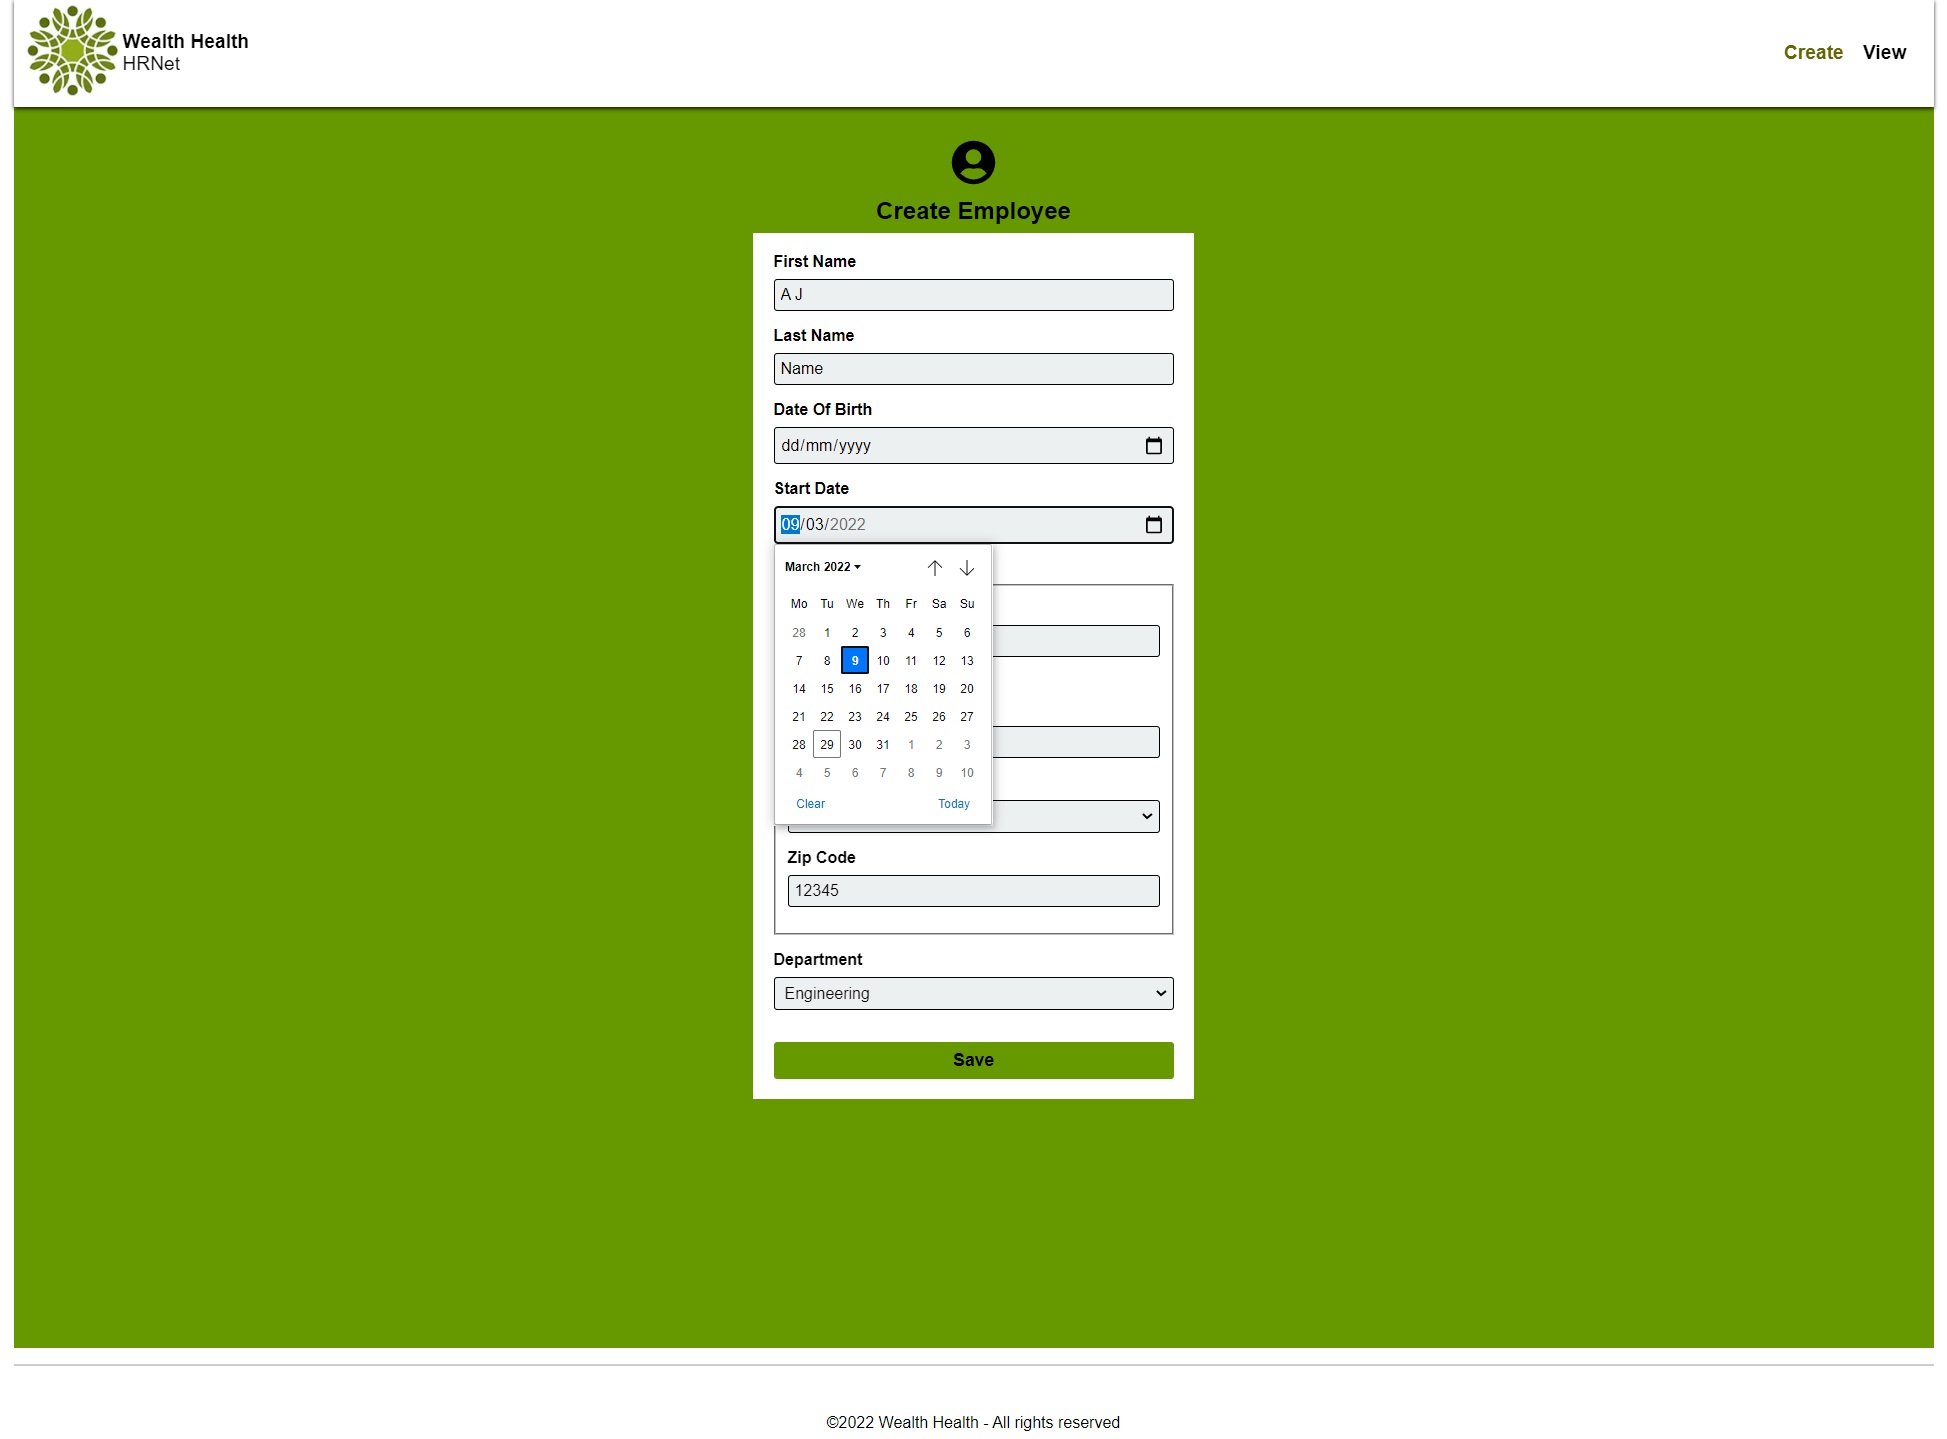 Wealth Health
HRNet
Create View
Create Employee
First Name
A J
Last Name
Name
Date Of Birth
dd/mm/yyyy
Start Date
09/03/2022
March 2022
Mo Tu We Th Fr Sa Su
28 1 2 3 4 5 6
7 8 9 10 11 12 13
14 15 16 17 18 19 20
21 22 23 24 25 26 27
28 29 30 31 1 2 3
4 5 6 7 8 9 10
Clear Today
Zip Code
12345
Department
Engineering
Save
©2022 Wealth Health - All rights reserved